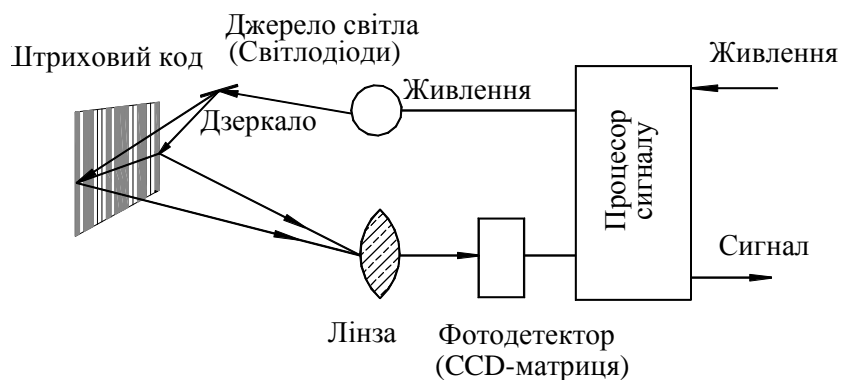 Джерело світла
(Світлодіоди)
Штриховий код
Живлення
Живлення
Дзеркало
Процесор
сигналу
Сигнал
Лінза
Фотодетектор
(CCD-матриця)